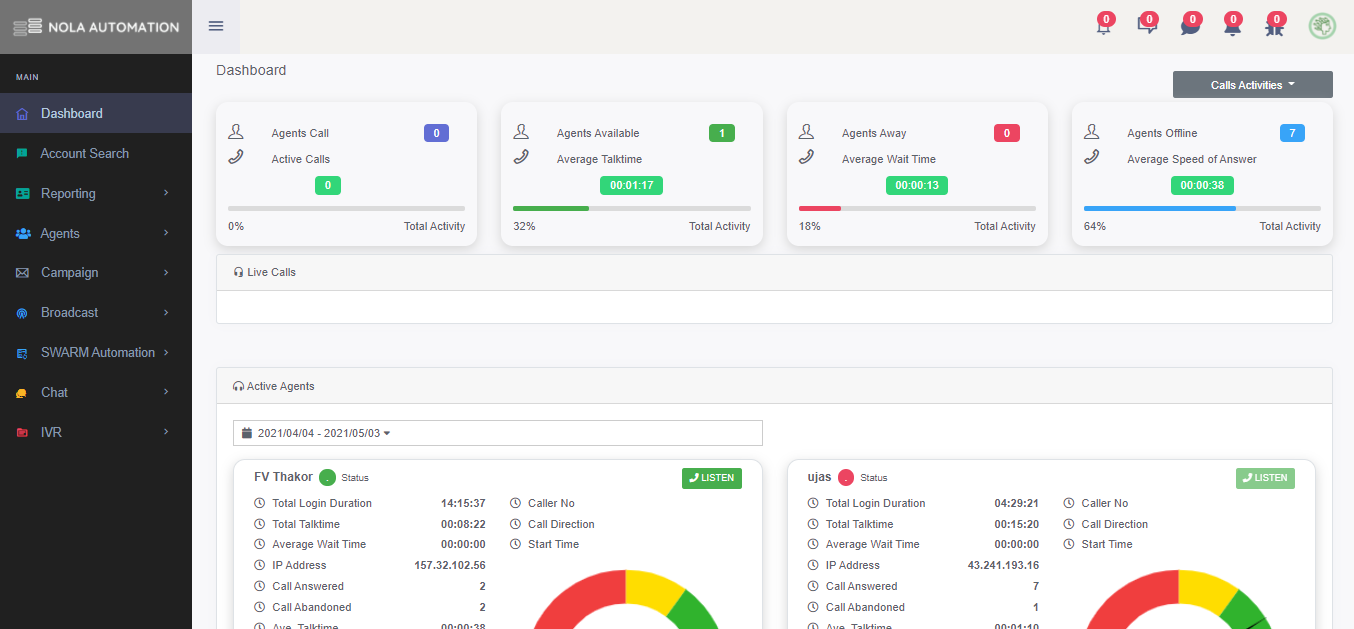 NOLA AUTOMATION
0 0 0 0 0
MAIN
Dashboard
Account Search
Reporting
Agents
Campaign
Broadcast
SWARM Automation
Chat
IVR
Dashboard
Calls Activities
Agents Call 0
Active Calls
0
0% Total Activity
Agents Available 1
Average Talktime
00:01:17
32% Total Activity
Agents Away 0
Average Wait Time
00:00:13
18% Total Activity
Agents Offline 7
Average Speed of Answer
00:00:38
64% Total Activity
Live Calls
Active Agents
2021/04/04 - 2021/05/03
FV Thakor . Status LISTEN
Total Login Duration 14:15:37 Caller No
Total Talktime 00:08:22 Call Direction
Average Wait Time 00:00:00 Start Time
IP Address 157.32.102.56
Call Answered 2
Call Abandoned 2
Ave. Talktime 00:00:38
ujas . Status LISTEN
Total Login Duration 04:29:21 Caller No
Total Talktime 00:15:20 Call Direction
Average Wait Time 00:00:00 Start Time
IP Address 43.241.193.16
Call Answered 7
Call Abandoned 1
Ave. Talktime 00:01:10